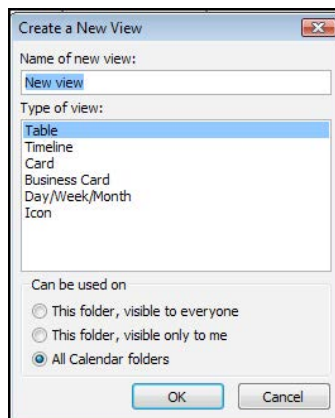 Create a New View
Name of new view:
New view
Type of view:
Table
Timeline
Card
Business Card
Day/Week/Month
Icon
Can be used on
This folder, visible to everyone
This folder, visible only to me
All Calendar folders
OK Cancel